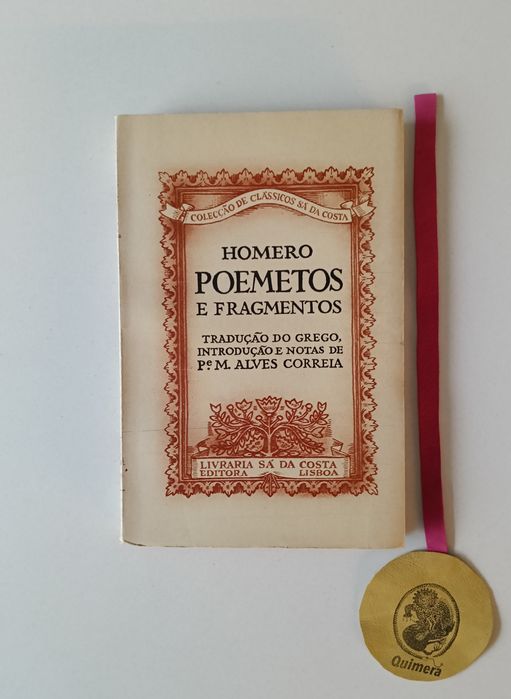 COLECÇÃO DE CLÁSSICOS SÁ DA COSTA
HOMERO
POEMETOS
E FRAGMENTOS
TRADUÇÃO DO GREGO,
INTRODUÇÃO E NOTAS DE
Pe. M. ALVES CORREIA
LIVRARIA SÁ DA COSTA
EDITORA LISBOA
Quimera